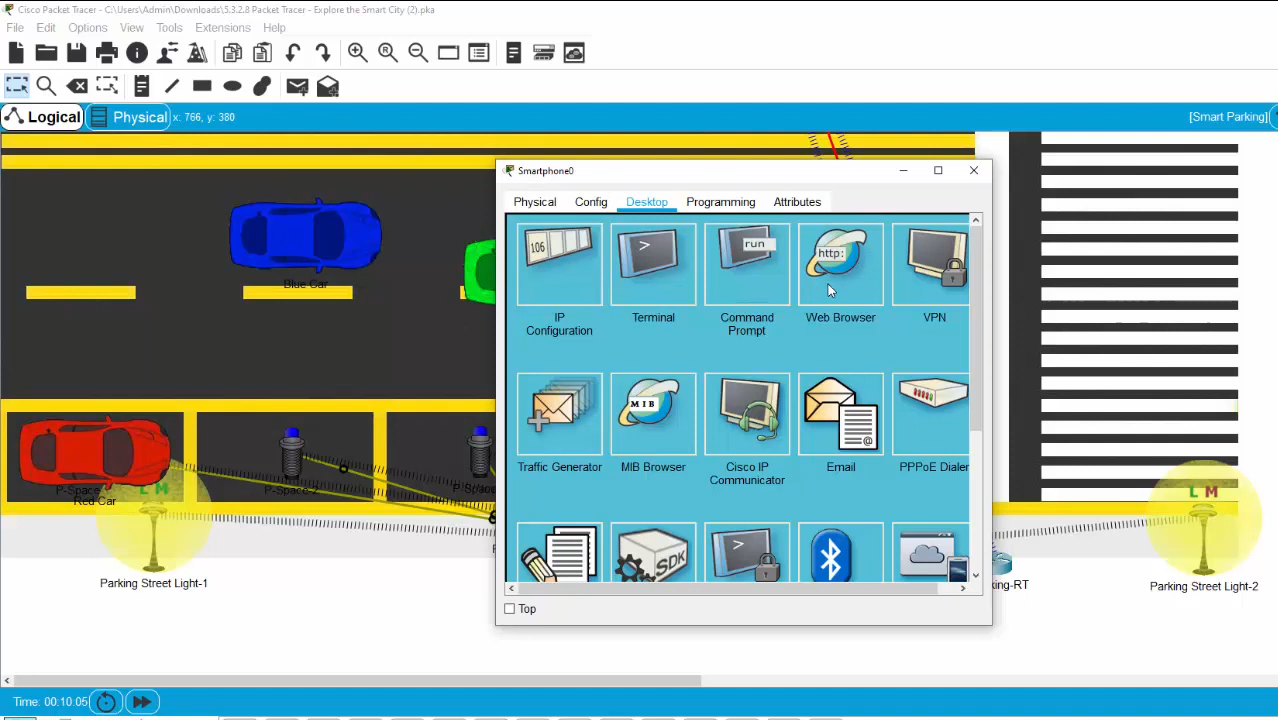 Cisco Packet Tracer - C:\Users\Admin\Downloads\5.3.2.8 Packet Tracer - Explore the Smart City (2).pka
File Edit Options View Tools Extensions Help
Logical Physical x: 766, y: 380 [Smart Parking]
Smartphone0
Physical Config Desktop Programming Attributes
106 > run http:
IP Configuration Terminal Command Prompt Web Browser VPN
Blue Car
MIB
@
Traffic Generator MIB Browser Cisco IP Communicator Email PPPoE Dialer
P-Space P-Space-2 P-Space
L M
Red Car
L M
> SDK
Parking Street Light-1
king-RT
Parking Street Light-2
Top
Time: 00:10:05